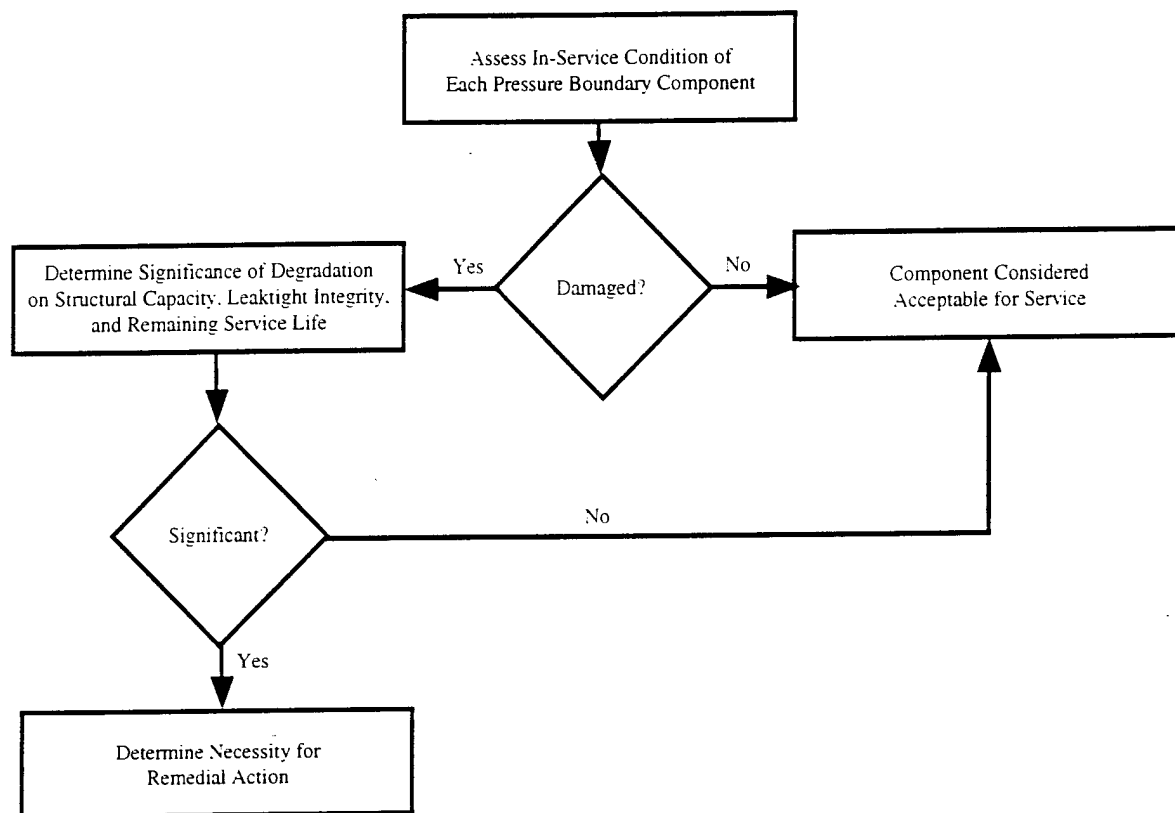 Assess In-Service Condition of
Each Pressure Boundary Component
Damaged?
Yes
No
Determine Significance of Degradation
on Structural Capacity, Leaktight Integrity,
and Remaining Service Life
Component Considered
Acceptable for Service
Significant?
No
Yes
Determine Necessity for
Remedial Action